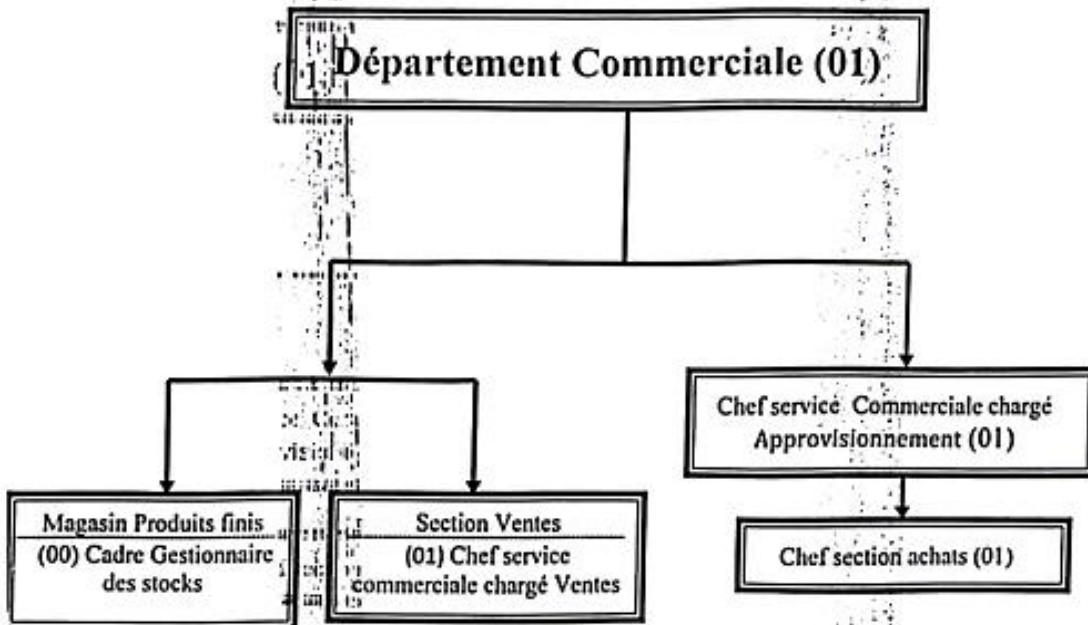 Département Commerciale (01)
Chef service Commerciale chargé
Approvisionnement (01)
Magasin Produits finis
(00) Cadre Gestionnaire
des stocks
Section Ventes
(01) Chef service
commerciale chargé Ventes
Chef section achats (01)